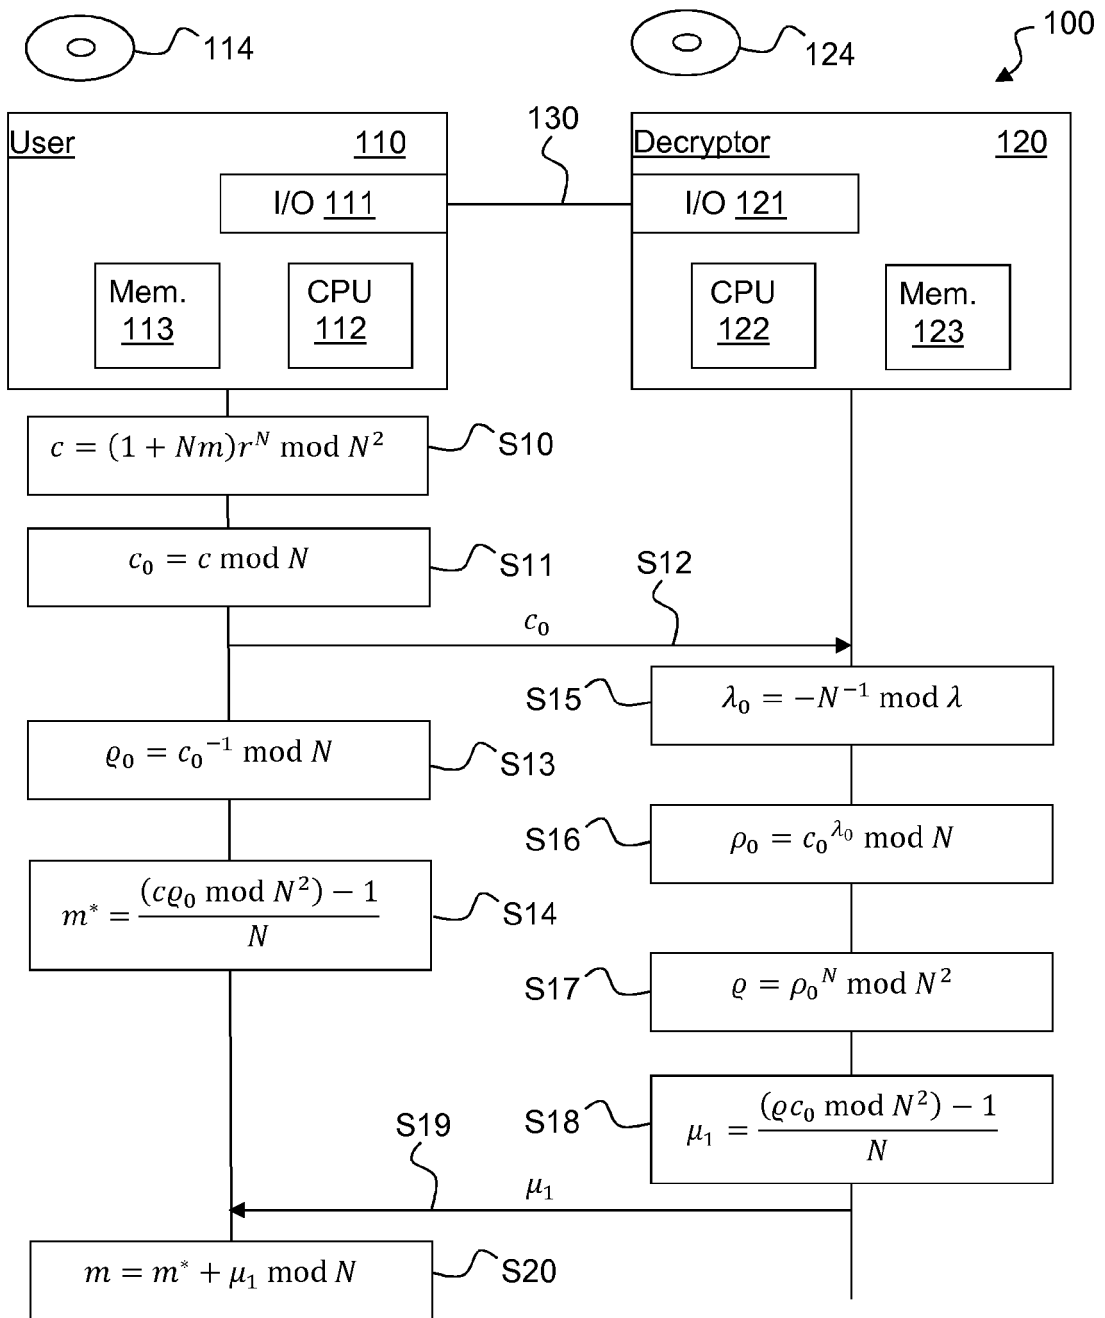 114
124
100
User 110
130
Decryptor 120
I/O 111
I/O 121
Mem. 113
CPU 112
CPU 122
Mem. 123
c = (1 + Nm)r^N mod N^2
S10
c_0 = c mod N
S11
S12
c_0
S15
λ_0 = −N^{−1} mod λ
ϱ_0 = c_0^{−1} mod N
S13
S16
ρ_0 = c_0^{λ_0} mod N
m^* = \frac{(cϱ_0 mod N^2) − 1}{N}
S14
S17
ϱ = ρ_0^N mod N^2
S18
μ_1 = \frac{(ϱc_0 mod N^2) − 1}{N}
S19
μ_1
m = m^* + μ_1 mod N
S20